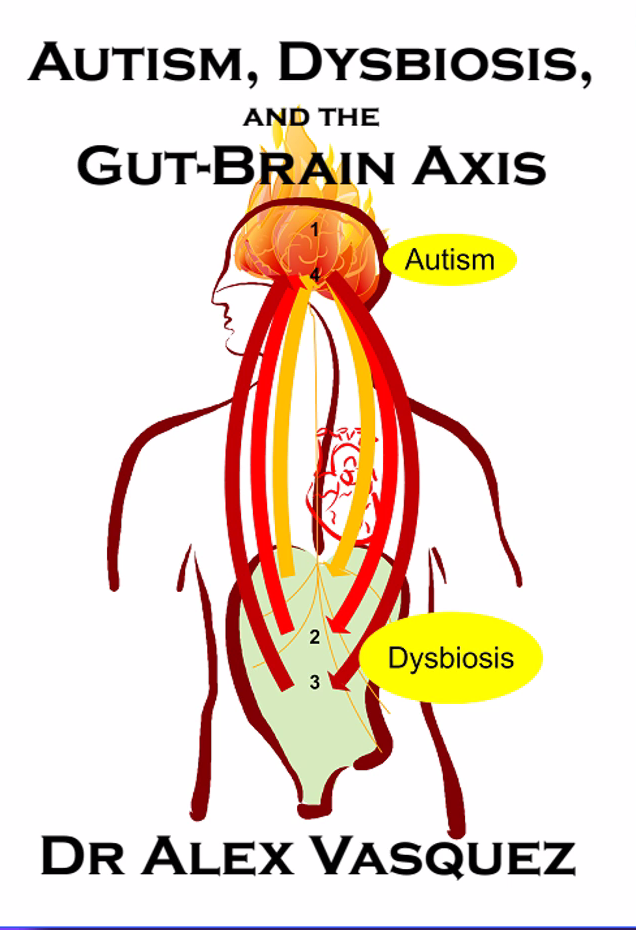 AUTISM, DYSBIOSIS,
AND THE
GUT-BRAIN AXIS
1
Autism
4
2
Dysbiosis
3
DR ALEX VASQUEZ